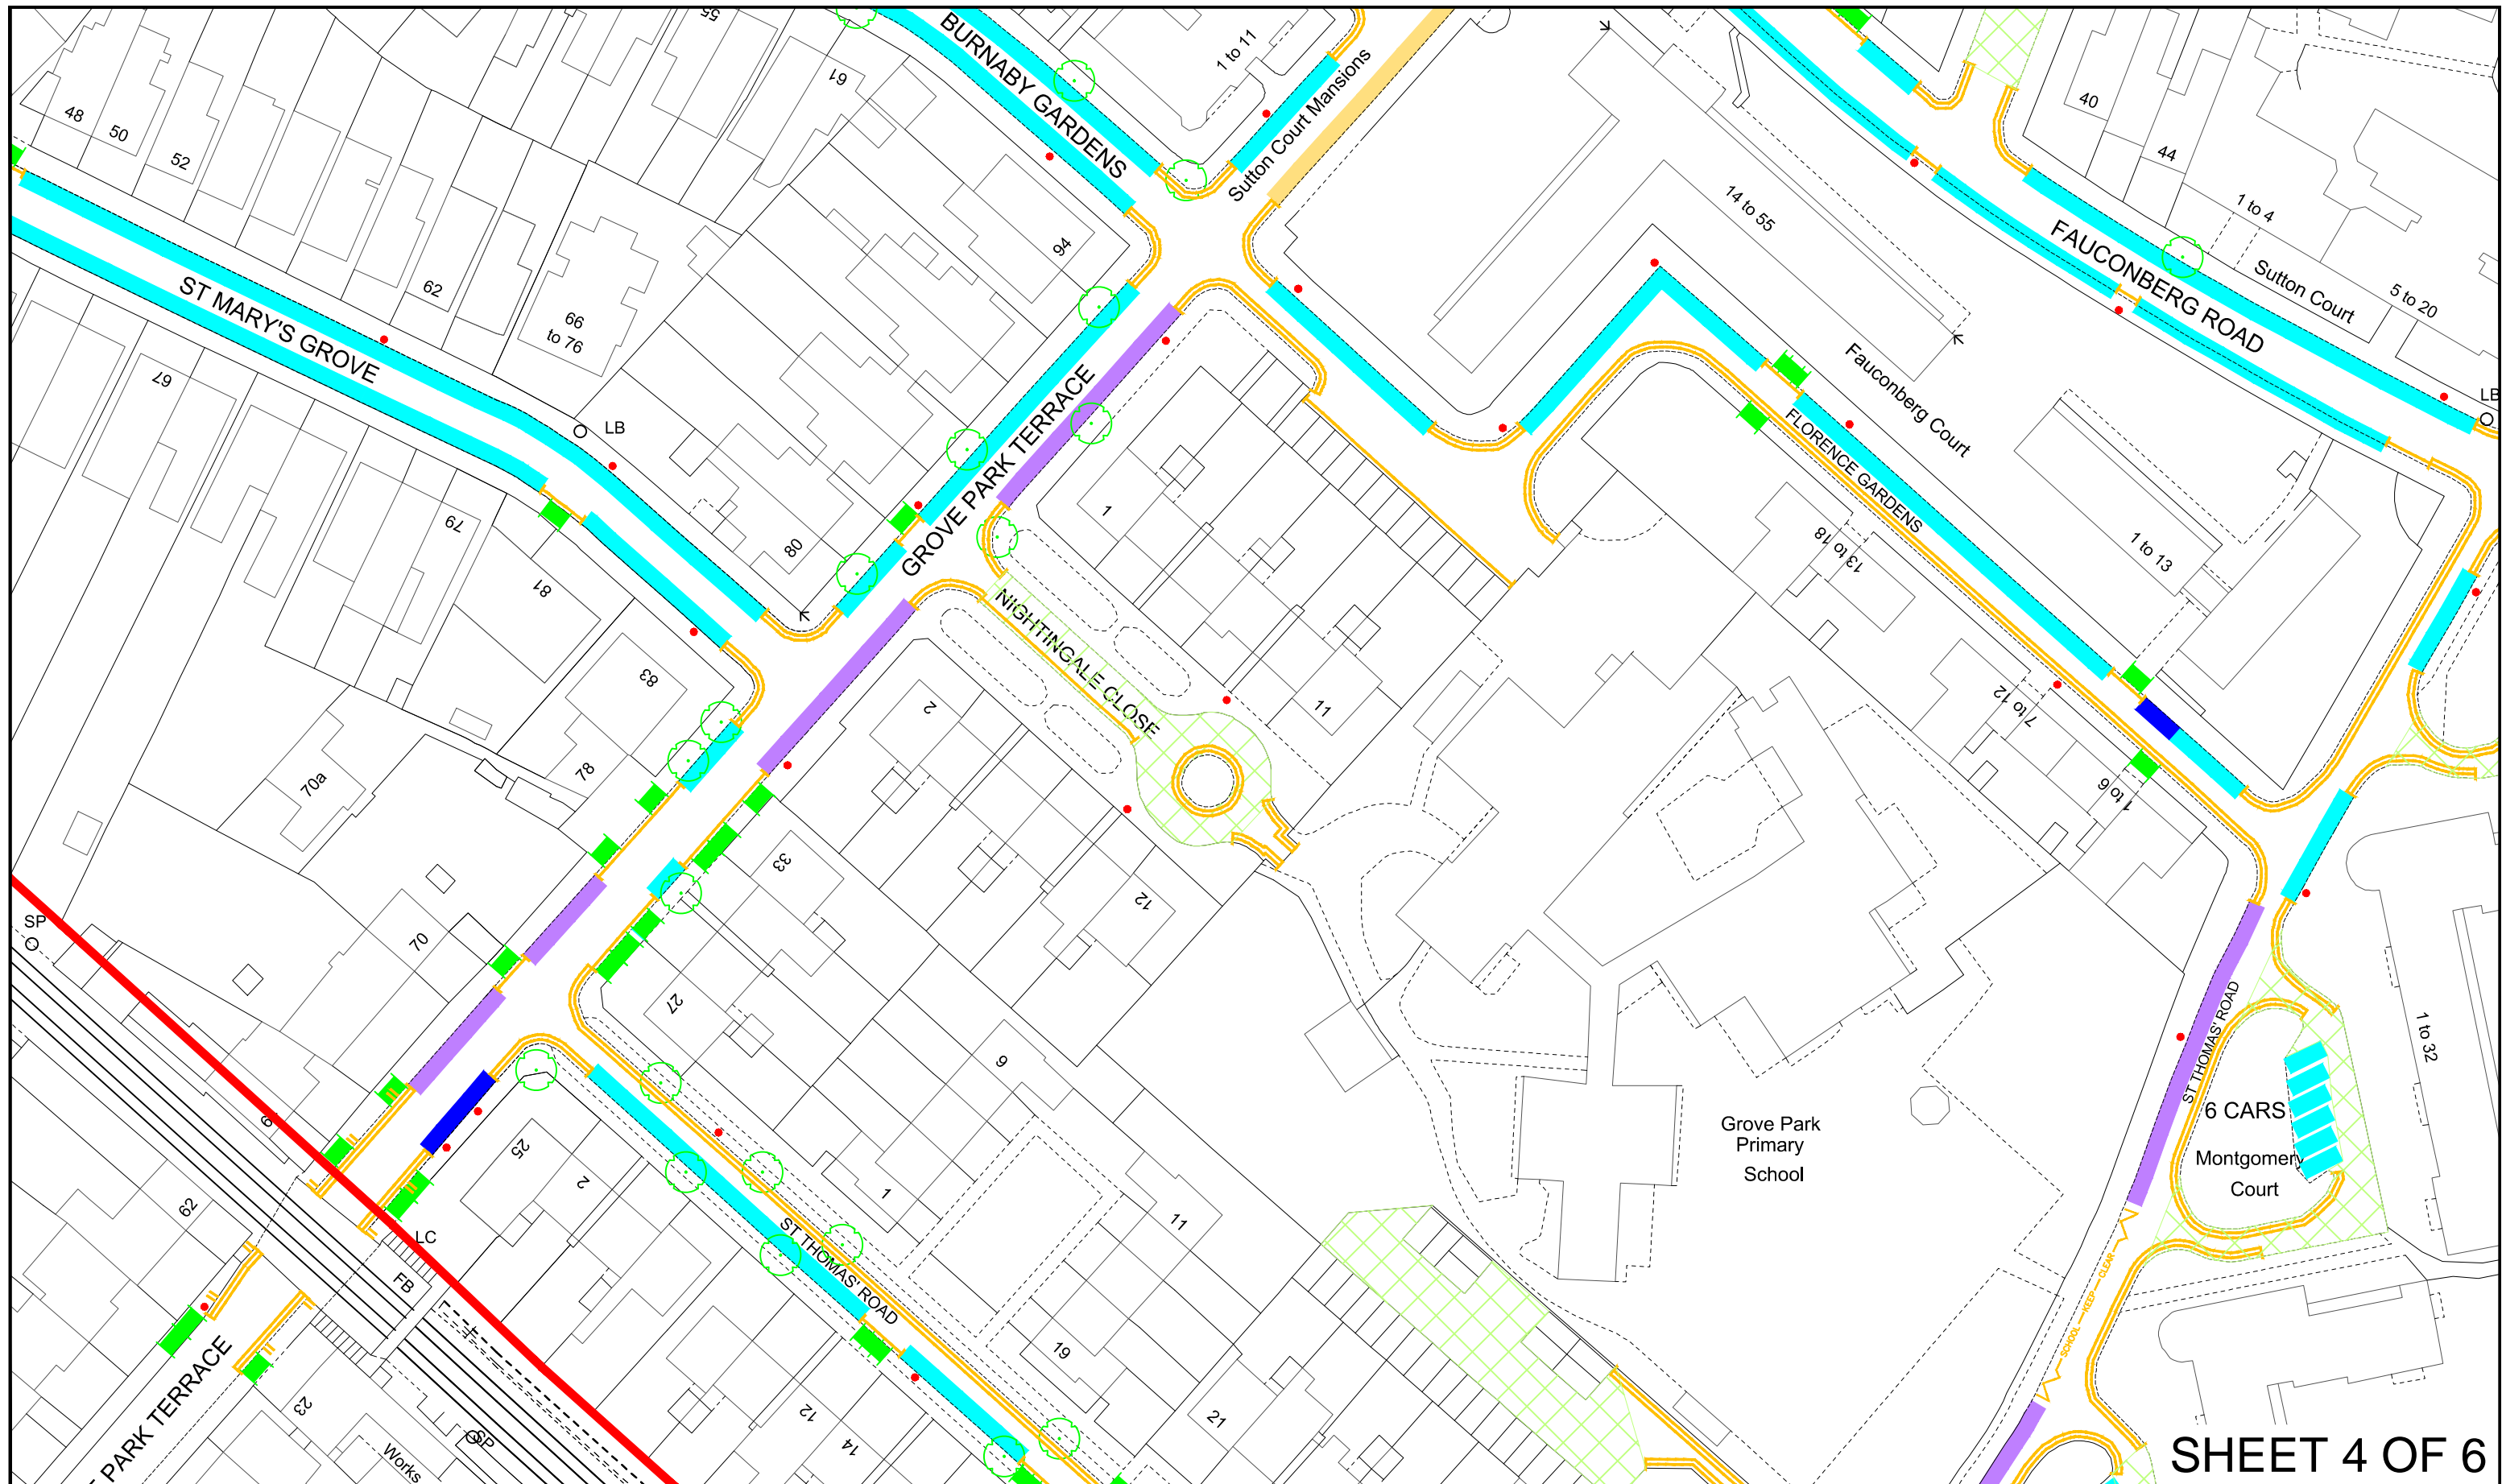 55
BURNABY GARDENS
1 to 11
Sutton Court Mansions
61
48
50
52
40
44
1 to 4
14 to 55
94
FAUCONBERG ROAD
Sutton Court
5 to 20
62
66
to 76
ST MARY'S GROVE
67
LB
LB
Fauconberg Court
FLORENCE GARDENS
GROVE PARK TERRACE
1
79
80
81
13 to 18
1 to 13
NIGHTINGALE CLOSE
83
2
11
7 to 12
78
70a
1 to 6
33
12
SP
70
27
9
1 to 32
ST THOMAS' ROAD
6 CARS
Montgomery
Court
Grove Park
Primary
School
25
2
1
11
62
LC
FB
ST THOMAS' ROAD
SCHOOL KEEP CLEAR
19
21
23
12
14
SP
Works
PARK TERRACE
SHEET 4 OF 6